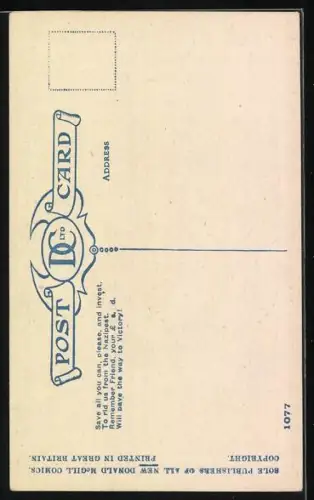 POST CARD
DC LTD
ADDRESS
Save all you can, please, and invest,
To rid us from the Nazipest.
Remember Friend, your £ s. d.
Will pave the way to Victory!
SOLE PUBLISHERS OF ALL NEW DONALD McGILL COMICS.
COPYRIGHT. PRINTED IN GREAT BRITAIN.
1077